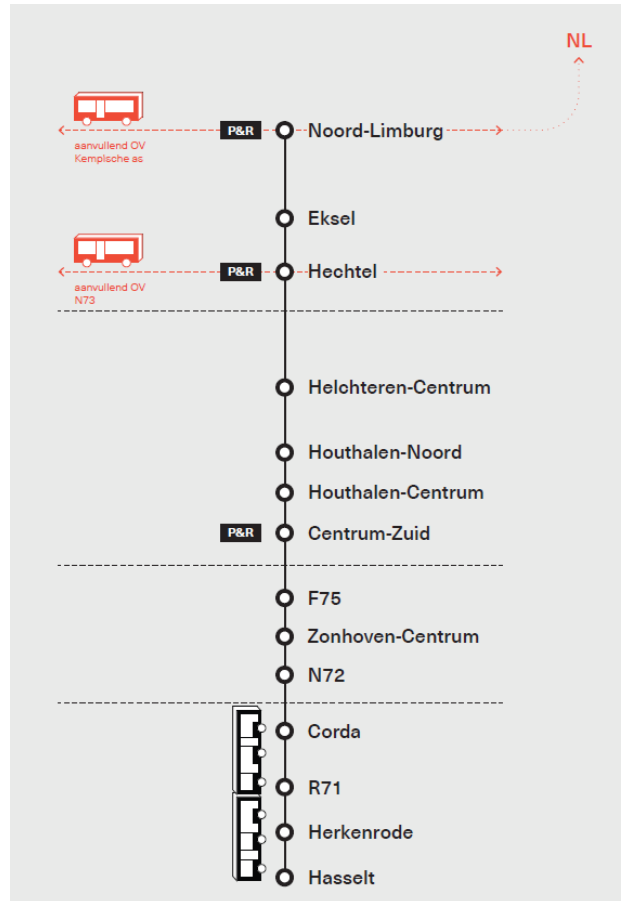 NL
P&R
Noord-Limburg
aanvullend OV
Kempische as
Eksel
P&R
Hechtel
aanvullend OV
N73
Helchteren-Centrum
Houthalen-Noord
Houthalen-Centrum
P&R
Centrum-Zuid
F75
Zonhoven-Centrum
N72
Corda
R71
Herkenrode
Hasselt